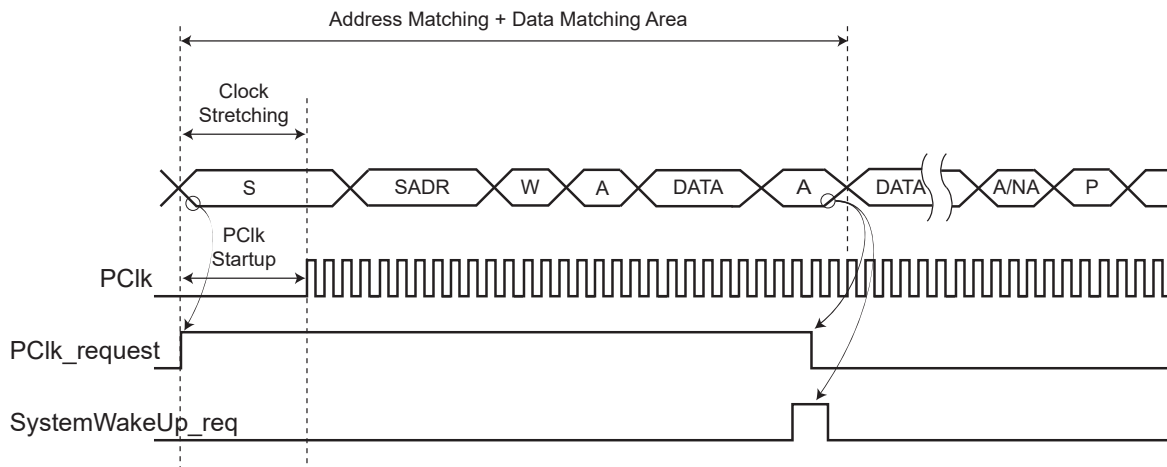 Address Matching + Data Matching Area
Clock
Stretching
S
SADR
W
A
DATA
A
DATA
A/NA
P
PClk
Startup
PClk
PClk_request
SystemWakeUp_req